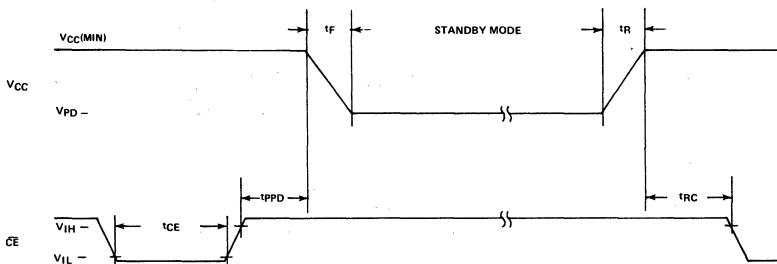 tF
STANDBY MODE
tR
VCC(MIN)
VCC
VPD
tPPD
tRC
VIH
tCE
CE
VIL